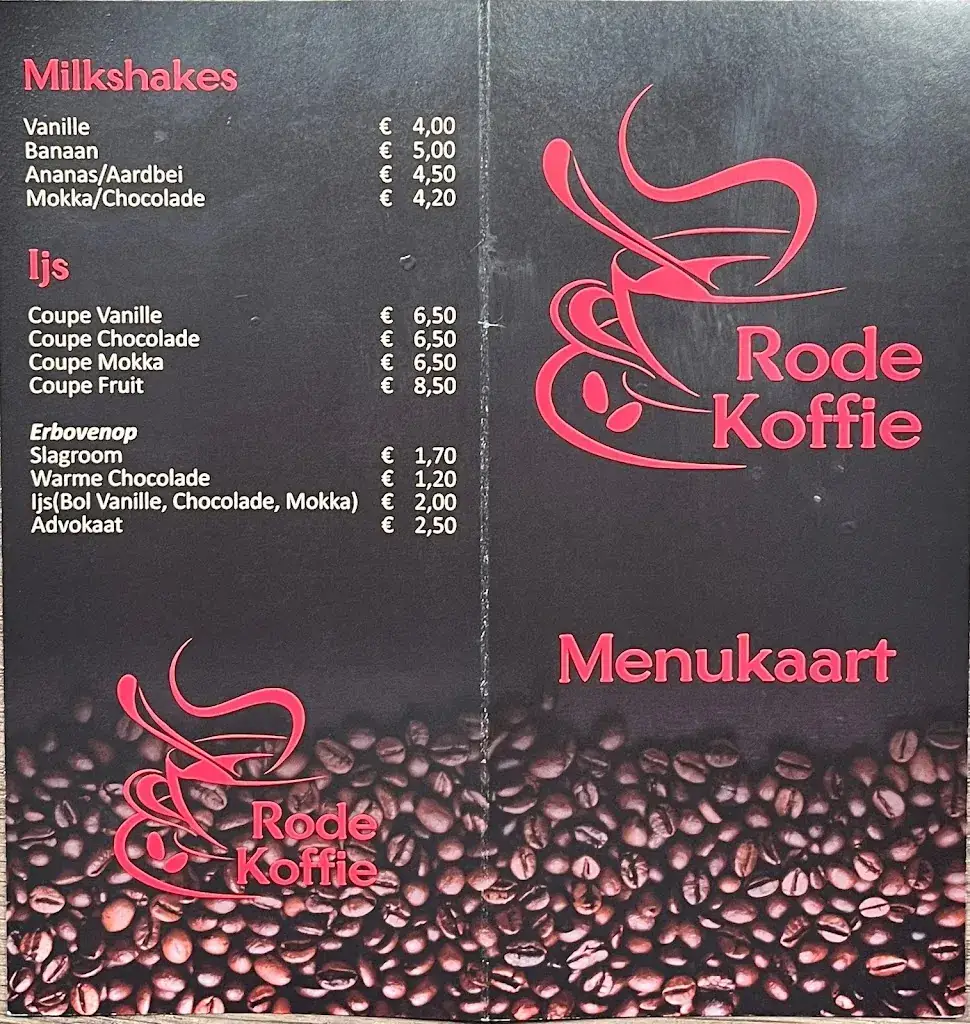 Milkshakes
Vanille € 4,00
Banaan € 5,00
Ananas/Aardbei € 4,50
Mokka/Chocolade € 4,20
Ijs
Coupe Vanille € 6,50
Coupe Chocolade € 6,50
Coupe Mokka € 6,50
Coupe Fruit € 8,50
Erbovenop
Slagroom € 1,70
Warme Chocolade € 1,20
Ijs(Bol Vanille, Chocolade, Mokka) € 2,00
Advokaat € 2,50
Rode
Koffie
Rode
Koffie
Menukaart